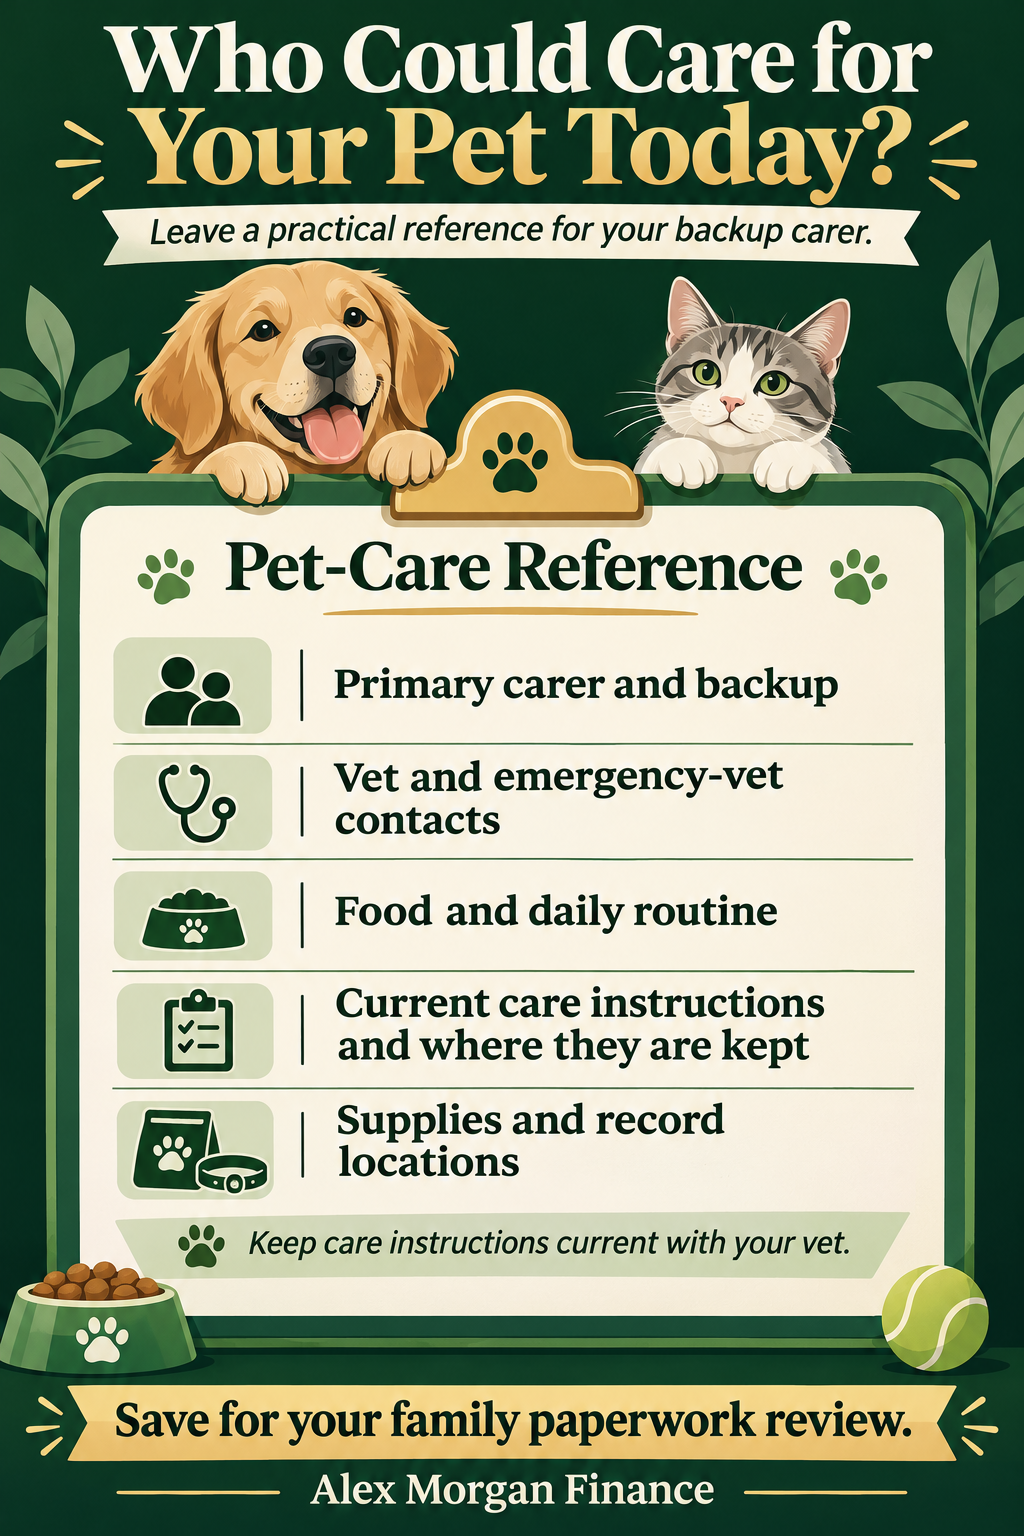 Who Could Care for
Your Pet Today?
Leave a practical reference for your backup carer.
Pet-Care Reference
Primary carer and backup
Vet and emergency-vet
contacts
Food and daily routine
Current care instructions
and where they are kept
Supplies and record
locations
Keep care instructions current with your vet.
Save for your family paperwork review.
Alex Morgan Finance